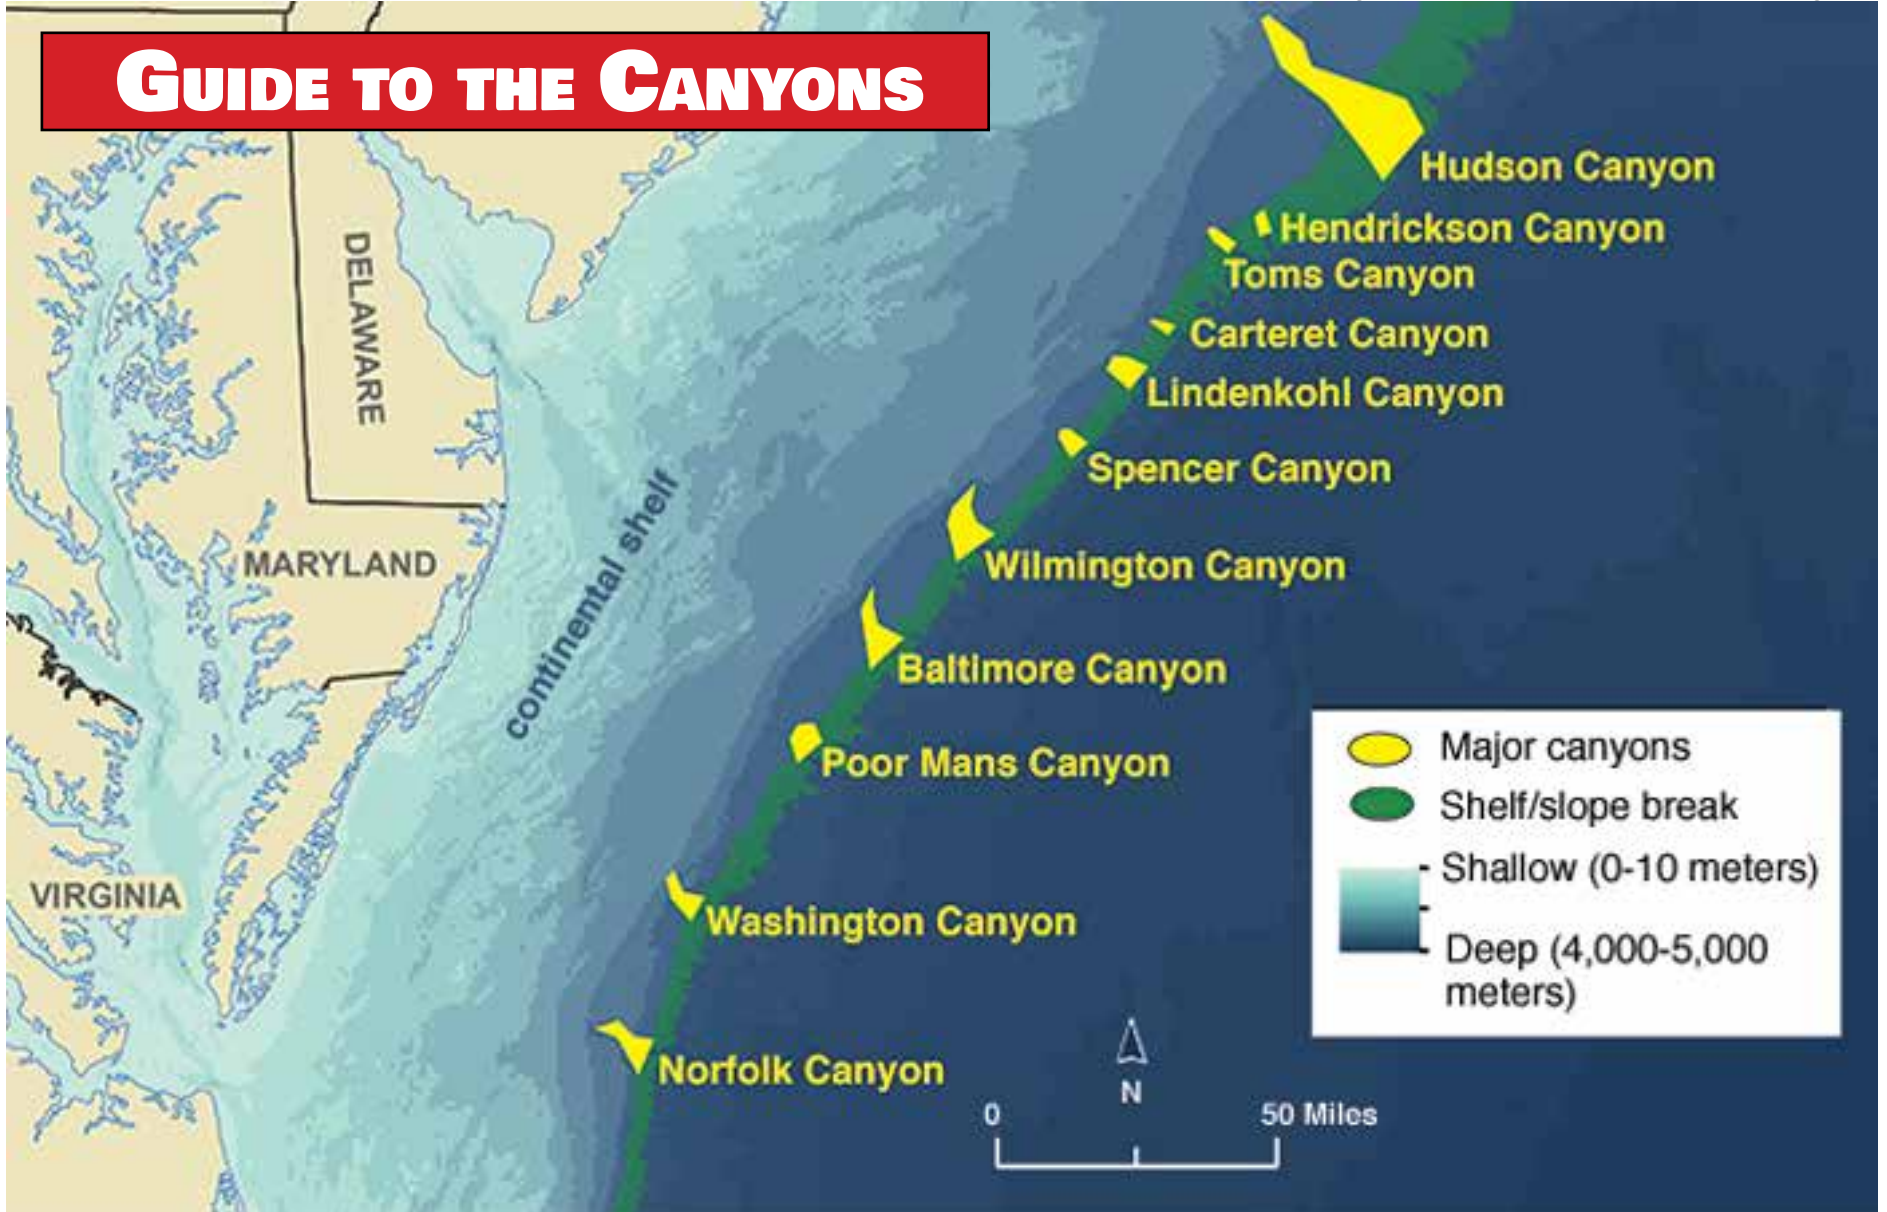 GUIDE TO THE CANYONS
Hudson Canyon
Hendrickson Canyon
Toms Canyon
DELAWARE
Carteret Canyon
Lindenkohl Canyon
Spencer Canyon
continental shelf
MARYLAND
Wilmington Canyon
Baltimore Canyon
Poor Mans Canyon
VIRGINIA
Washington Canyon
Norfolk Canyon
Major canyons
Shelf/slope break
Shallow (0-10 meters)
Deep (4,000-5,000
meters)
N
0 50 Miles